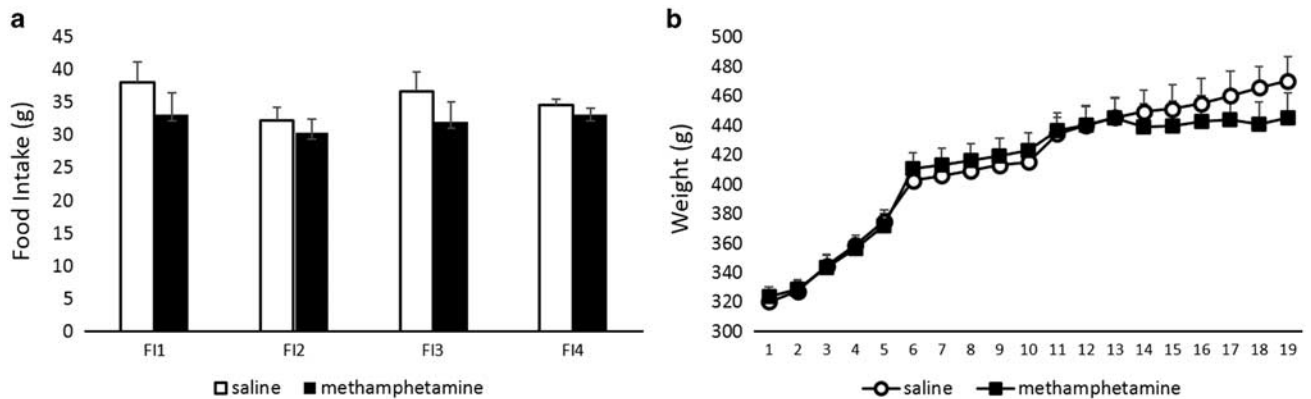 a
45
40
35
30
25
20
15
10
5
0
Food Intake (g)
FI1 FI2 FI3 FI4
saline methamphetamine
b
500
480
460
440
420
400
380
360
340
320
300
Weight (g)
1 2 3 4 5 6 7 8 9 10 11 12 13 14 15 16 17 18 19
saline methamphetamine